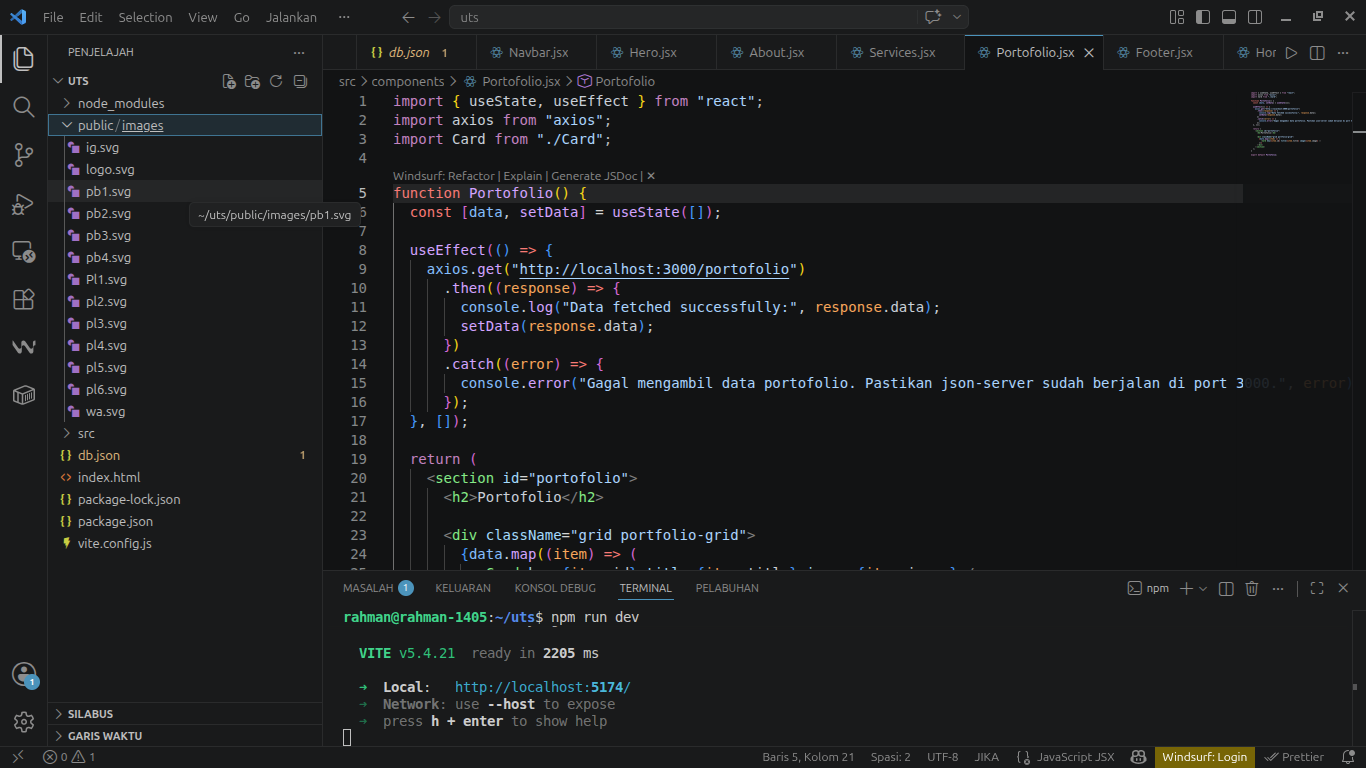 File Edit Selection View Go Jalankan ··· uts
PENJELAJAH ···
UTS
node_modules
public/images
ig.svg
logo.svg
pb1.svg
pb2.svg
pb3.svg
pb4.svg
Pl1.svg
pl2.svg
pl3.svg
pl4.svg
pl5.svg
pl6.svg
wa.svg
src
db.json 1
index.html
package-lock.json
package.json
vite.config.js
SILABUS
GARIS WAKTU
~/uts/public/images/pb1.svg
db.json 1 Navbar.jsx Hero.jsx About.jsx Services.jsx Portofolio.jsx Footer.jsx Hor
src > components > Portofolio.jsx > Portofolio
1 import { useState, useEffect } from "react";
2 import axios from "axios";
3 import Card from "./Card";
4
Windsurf: Refactor | Explain | Generate JSDoc | ×
5 function Portofolio() {
6 const [data, setData] = useState([]);
7
8 useEffect(() => {
9 axios.get("http://localhost:3000/portofolio")
10 .then((response) => {
11 console.log("Data fetched successfully:", response.data);
12 setData(response.data);
13 })
14 .catch((error) => {
15 console.error("Gagal mengambil data portofolio. Pastikan json-server sudah berjalan di port 3000.", error)
16 });
17 }, []);
18
19 return (
20 <section id="portofolio">
21 <h2>Portofolio</h2>
22
23 <div className="grid portfolio-grid">
24 {data.map((item) => (
MASALAH 1 KELUARAN KONSOL DEBUG TERMINAL PELABUHAN npm
rahman@rahman-1405:~/uts$ npm run dev
VITE v5.4.21 ready in 2205 ms
➜ Local: http://localhost:5174/
➜ Network: use --host to expose
➜ press h + enter to show help
1
0 1 Baris 5, Kolom 21 Spasi: 2 UTF-8 JIKA {} JavaScript JSX Windsurf: Login Prettier